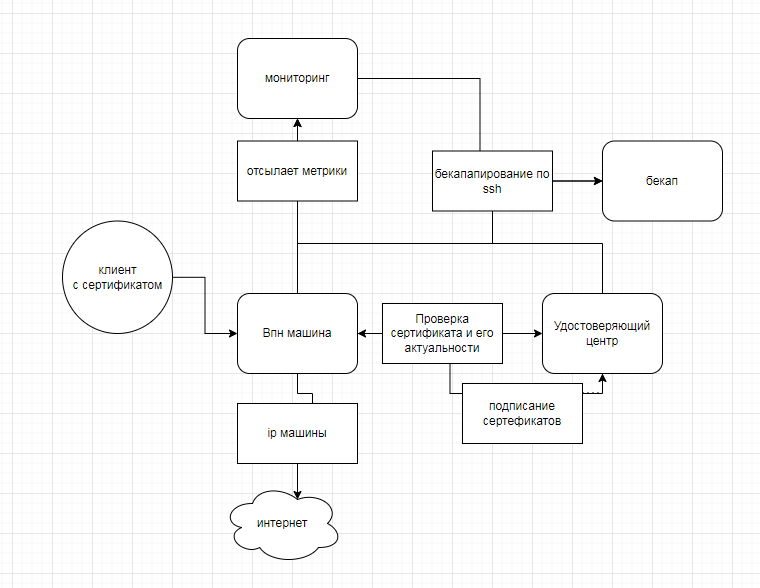 мониторинг
отсылает метрики
бекапапирование по
ssh
бекап
клиент
с сертификатом
Впн машина
Проверка
сертификата и его
актуальности
Удостоверяющий
центр
подписание
сертефикатов
ip машины
интернет